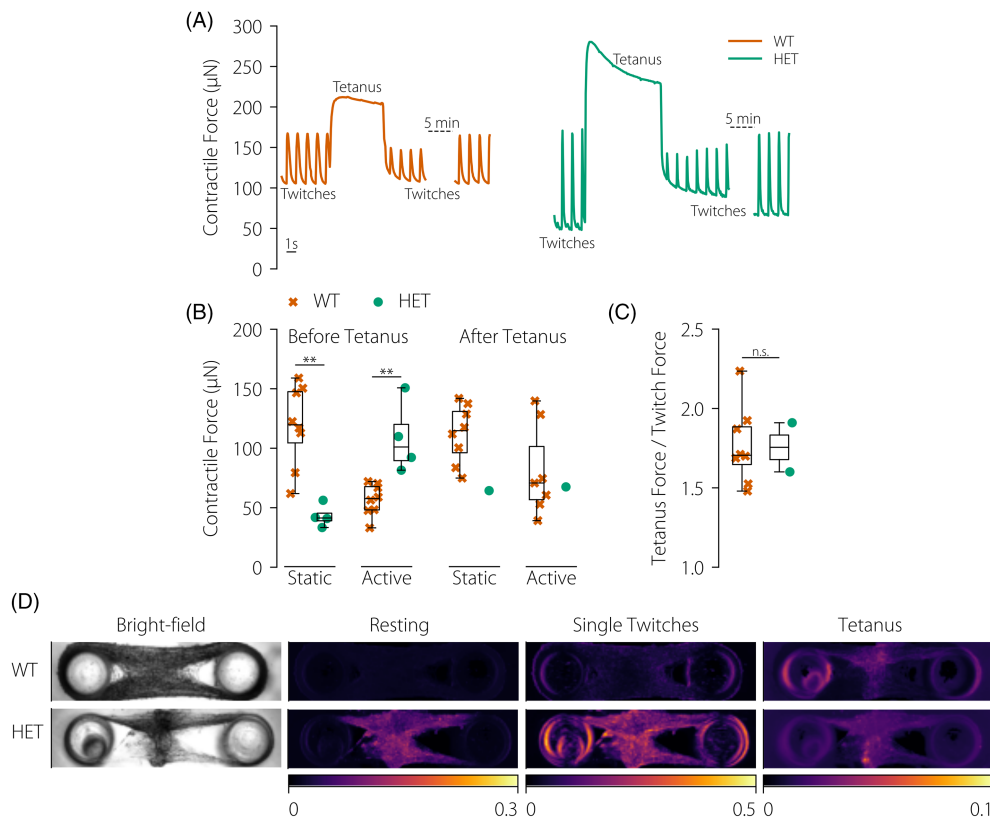 (A)
Contractile Force (µN)
300
250
200
150
100
50
0
Twitches
Tetanus
5 min
Twitches
1s
Twitches
Tetanus
5 min
Twitches
WT
HET
(B)
WT
HET
Contractile Force (µN)
200
150
100
50
0
Before Tetanus
After Tetanus
**
**
Static
Active
Static
Active
(C)
Tetanus Force / Twitch Force
2.5
2.0
1.5
1.0
n.s.
(D)
Bright-field
Resting
Single Twitches
Tetanus
WT
HET
0
0.3
0
0.5
0
0.1